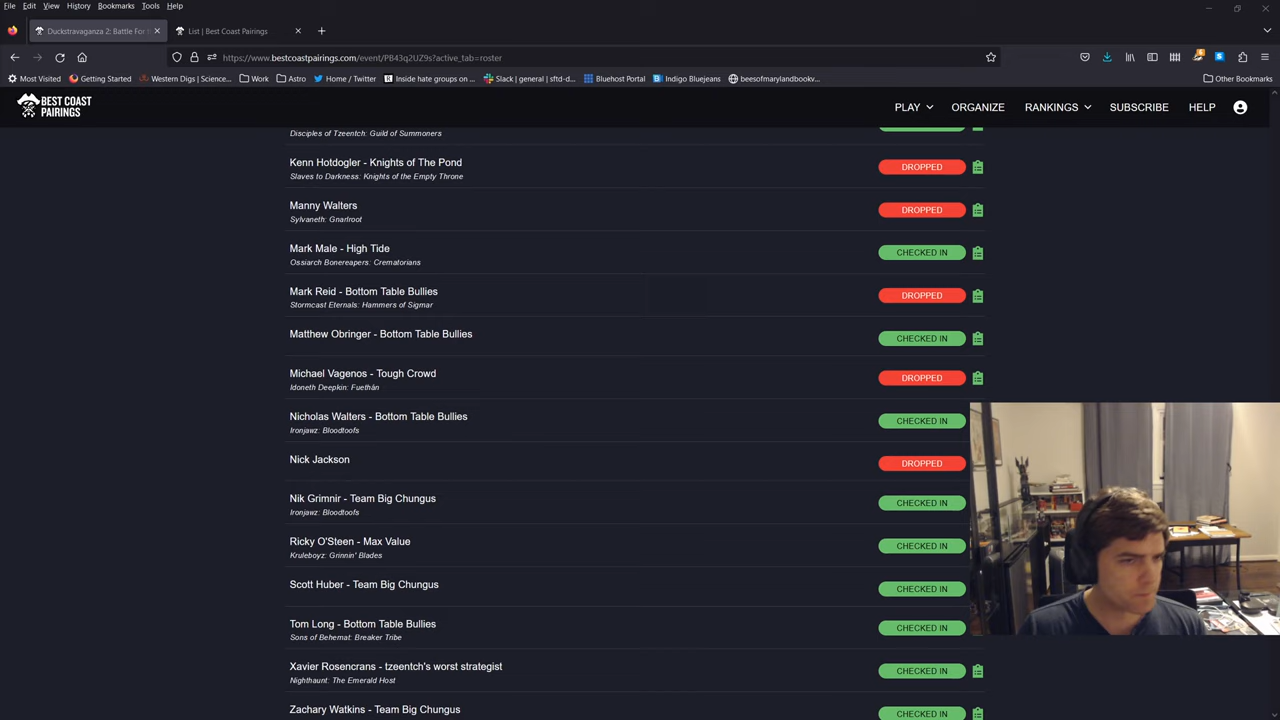 File Edit View History Bookmarks Tools Help
Duckstravaganza 2: Battle For
List | Best Coast Pairings
https://www.bestcoastpairings.com/event/PB43q2UZ9s?active_tab=roster
Most Visited Getting Started Western Digs | Science... Work Astro Home / Twitter Inside hate groups on ... Slack | general | sftd-d... Bluehost Portal Indigo Bluejeans beesofmarylandbookv... Other Bookmarks
BEST COAST PAIRINGS PLAY ORGANIZE RANKINGS SUBSCRIBE HELP
Disciples of Tzeentch: Guild of Summoners
Kenn Hotdogler - Knights of The Pond DROPPED
Slaves to Darkness: Knights of the Empty Throne
Manny Walters DROPPED
Sylvaneth: Gnarlroot
Mark Male - High Tide CHECKED IN
Ossiarch Bonereapers: Crematorians
Mark Reid - Bottom Table Bullies DROPPED
Stormcast Eternals: Hammers of Sigmar
Matthew Obringer - Bottom Table Bullies CHECKED IN
Michael Vagenos - Tough Crowd DROPPED
Idoneth Deepkin: Fuethán
Nicholas Walters - Bottom Table Bullies CHECKED IN
Ironjawz: Bloodtoofs
Nick Jackson DROPPED
Nik Grimnir - Team Big Chungus CHECKED IN
Ironjawz: Bloodtoofs
Ricky O'Steen - Max Value CHECKED IN
Kruleboyz: Grinnin' Blades
Scott Huber - Team Big Chungus CHECKED IN
Tom Long - Bottom Table Bullies CHECKED IN
Sons of Behemat: Breaker Tribe
Xavier Rosencrans - tzeentch's worst strategist CHECKED IN
Nighthaunt: The Emerald Host
Zachary Watkins - Team Big Chungus CHECKED IN